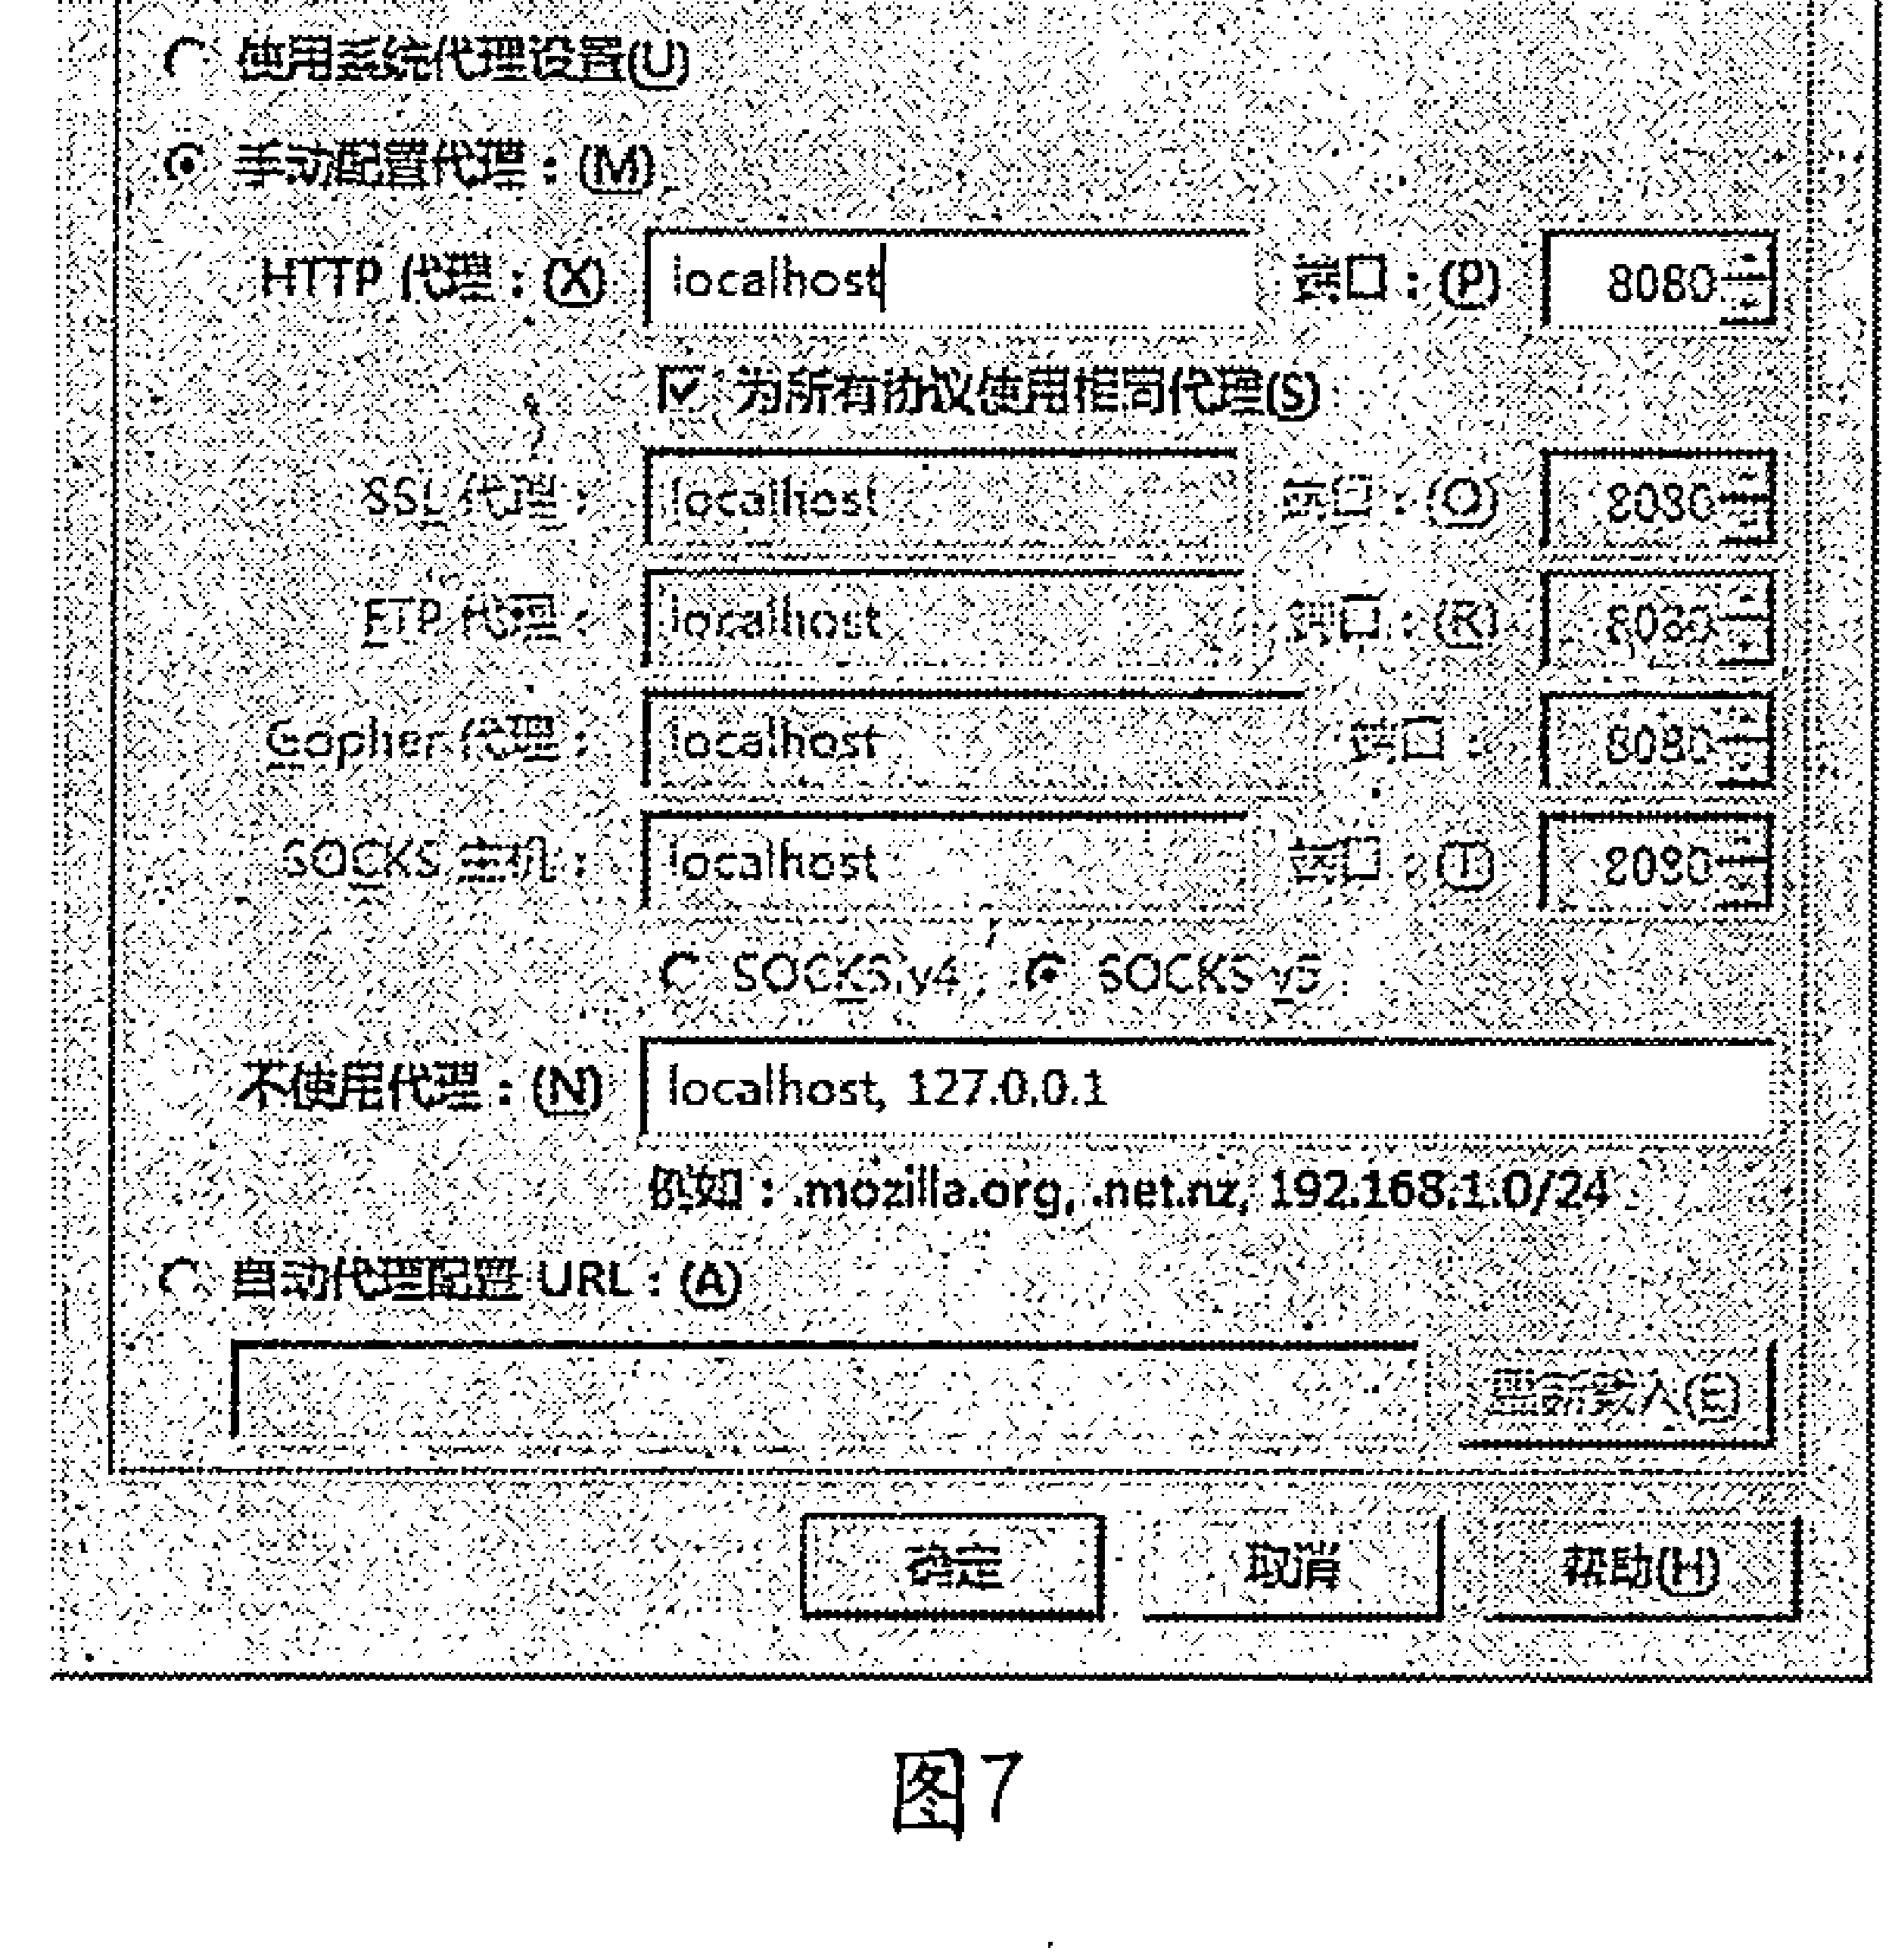 使用系统代理设置(U)
手动配置代理：(M)
HTTP 代理：(X) localhost 端口：(P) 8080
为所有协议使用相同代理(S)
SSL 代理： localhost 端口：(O) 8080
FTP 代理： localhost 端口：(R) 8080
Gopher 代理： localhost 端口： 8080
SOCKS 主机： localhost 端口：(T) 8080
SOCKS v4 SOCKS v5
不使用代理：(N) localhost, 127.0.0.1
例如：.mozilla.org, .net.nz, 192.168.1.0/24
自动代理配置 URL：(A)
重新载入(E)
确定 取消 帮助(H)
图7